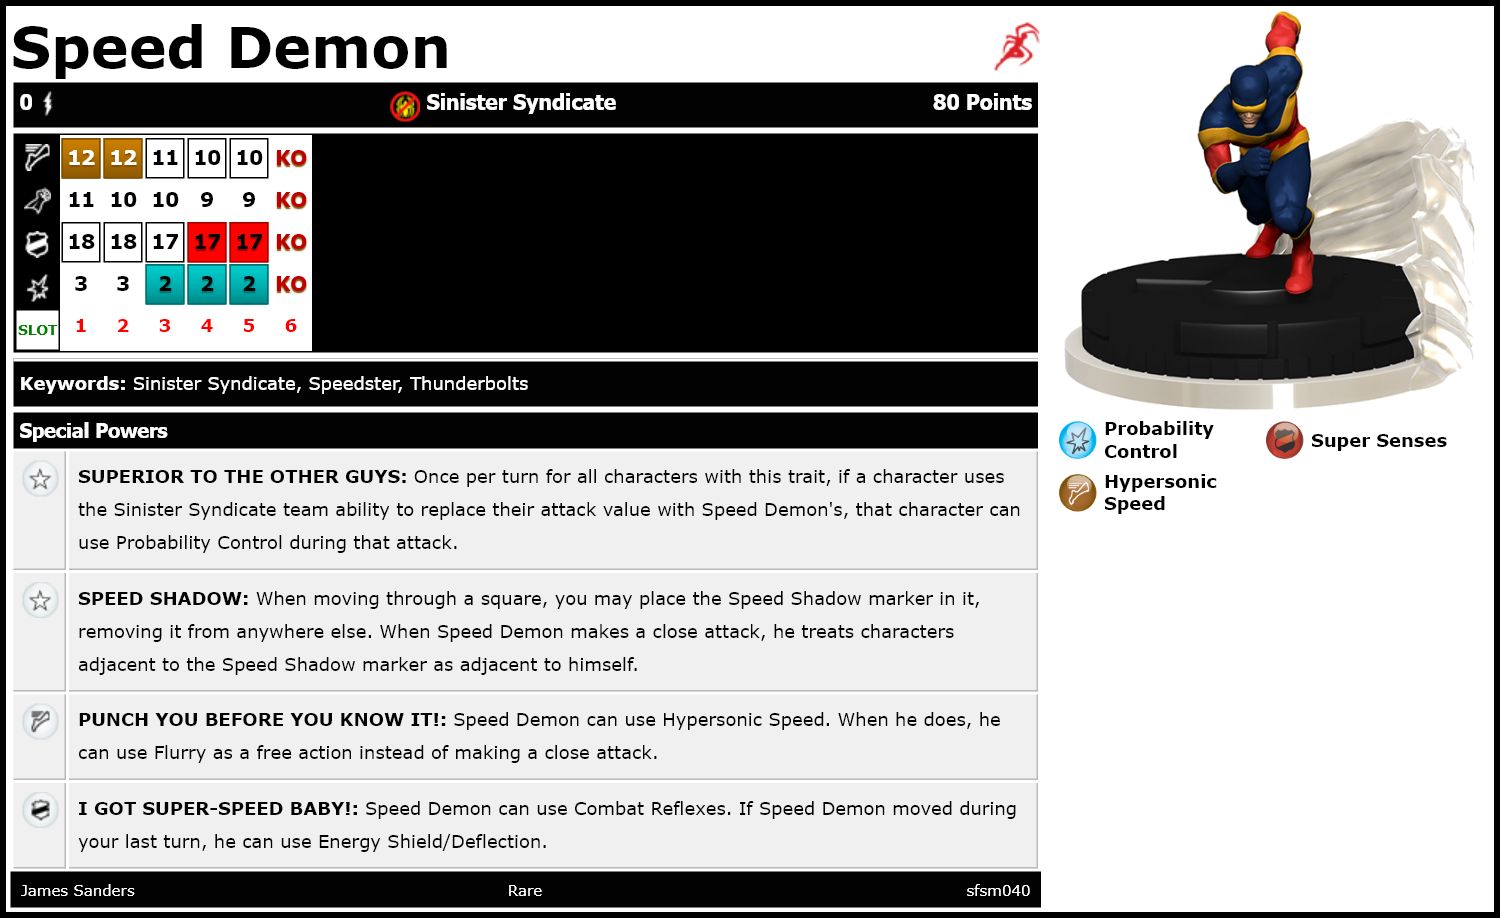 Speed Demon
0 Sinister Syndicate 80 Points
12 12 11 10 10 KO
11 10 10 9 9 KO
18 18 17 17 17 KO
3 3 2 2 2 KO
SLOT 1 2 3 4 5 6
Keywords: Sinister Syndicate, Speedster, Thunderbolts
Special Powers
SUPERIOR TO THE OTHER GUYS: Once per turn for all characters with this trait, if a character uses
the Sinister Syndicate team ability to replace their attack value with Speed Demon's, that character can
use Probability Control during that attack.
SPEED SHADOW: When moving through a square, you may place the Speed Shadow marker in it,
removing it from anywhere else. When Speed Demon makes a close attack, he treats characters
adjacent to the Speed Shadow marker as adjacent to himself.
PUNCH YOU BEFORE YOU KNOW IT!: Speed Demon can use Hypersonic Speed. When he does, he
can use Flurry as a free action instead of making a close attack.
I GOT SUPER-SPEED BABY!: Speed Demon can use Combat Reflexes. If Speed Demon moved during
your last turn, he can use Energy Shield/Deflection.
James Sanders Rare sfsm040
Probability
Control
Super Senses
Hypersonic
Speed